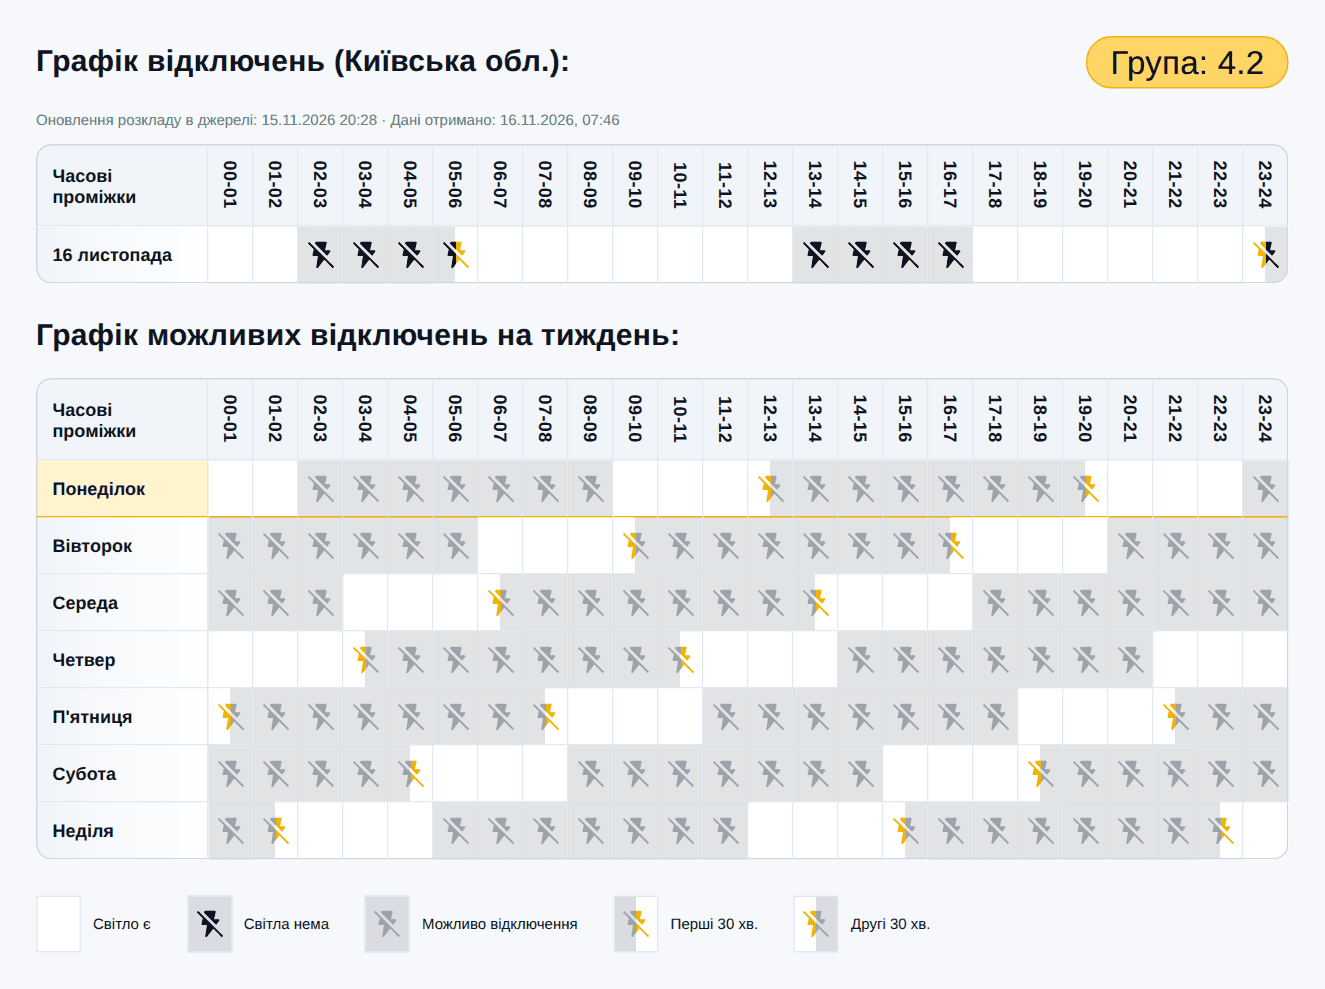 Графік відключень (Київська обл.):
Група: 4.2
Оновлення розкладу в джерелі: 15.11.2026 20:28 · Дані отримано: 16.11.2026, 07:46
Часові
проміжки
00-01 01-02 02-03 03-04 04-05 05-06 06-07 07-08 08-09 09-10 10-11 11-12 12-13 13-14 14-15 15-16 16-17 17-18 18-19 19-20 20-21 21-22 22-23 23-24
16 листопада
Графік можливих відключень на тиждень:
Часові
проміжки
00-01 01-02 02-03 03-04 04-05 05-06 06-07 07-08 08-09 09-10 10-11 11-12 12-13 13-14 14-15 15-16 16-17 17-18 18-19 19-20 20-21 21-22 22-23 23-24
Понеділок
Вівторок
Середа
Четвер
П'ятниця
Субота
Неділя
Світло є Світла нема Можливо відключення Перші 30 хв. Другі 30 хв.